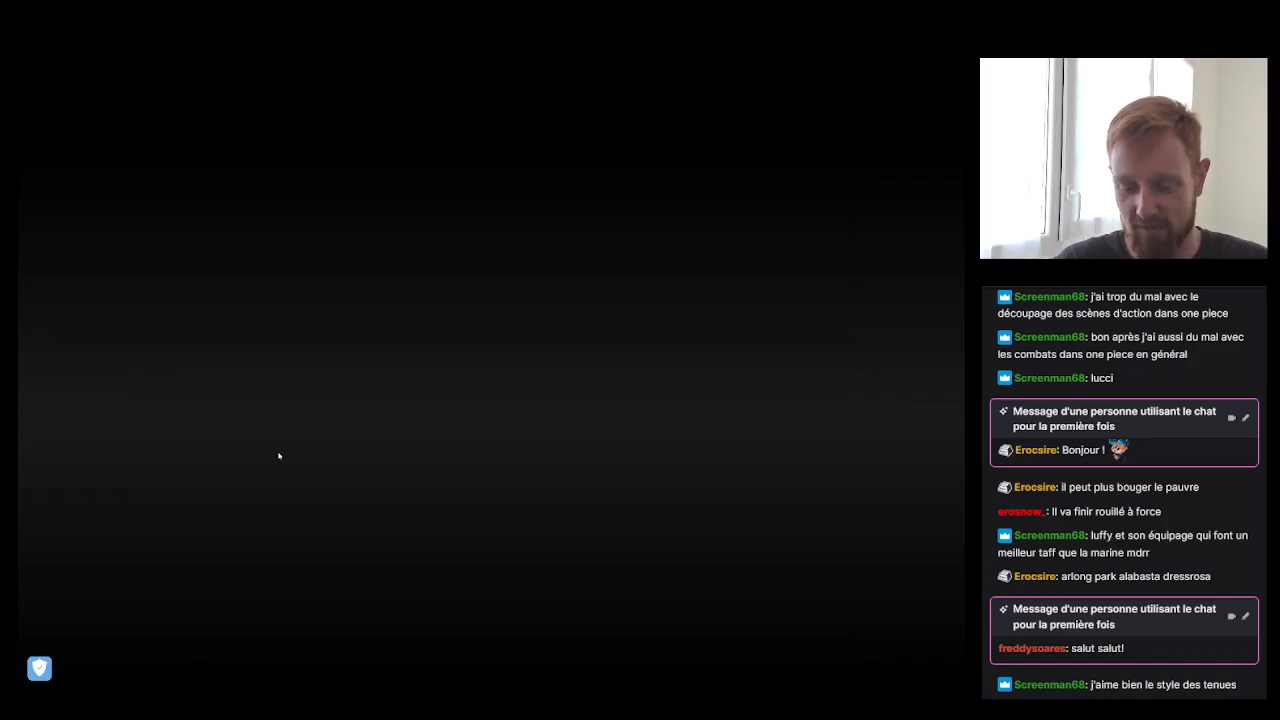 Screenman68: j'ai trop du mal avec le
découpage des scènes d'action dans one piece
Screenman68: bon après j'ai aussi du mal avec
les combats dans one piece en général
Screenman68: lucci
Message d'une personne utilisant le chat
pour la première fois
Erocsire: Bonjour !
Erocsire: il peut plus bouger le pauvre
erosnow_: Il va finir rouillé à force
Screenman68: luffy et son équipage qui font un
meilleur taff que la marine mdrr
Erocsire: arlong park alabasta dressrosa
Message d'une personne utilisant le chat
pour la première fois
freddysoares: salut salut!
Screenman68: j'aime bien le style des tenues